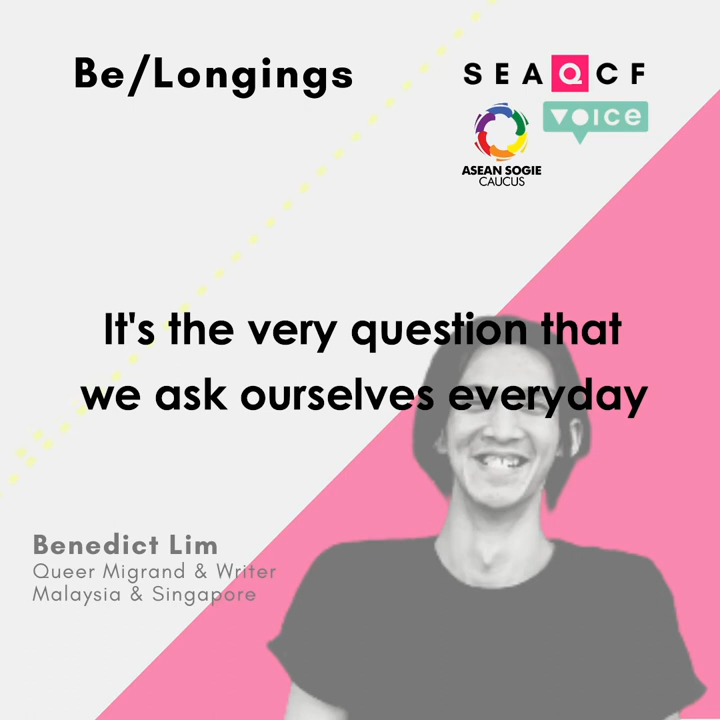 Be/Longings
SEAQCF
VOICE
ASEAN SOGIE
CAUCUS
It's the very question that
we ask ourselves everyday
Benedict Lim
Queer Migrand & Writer
Malaysia & Singapore